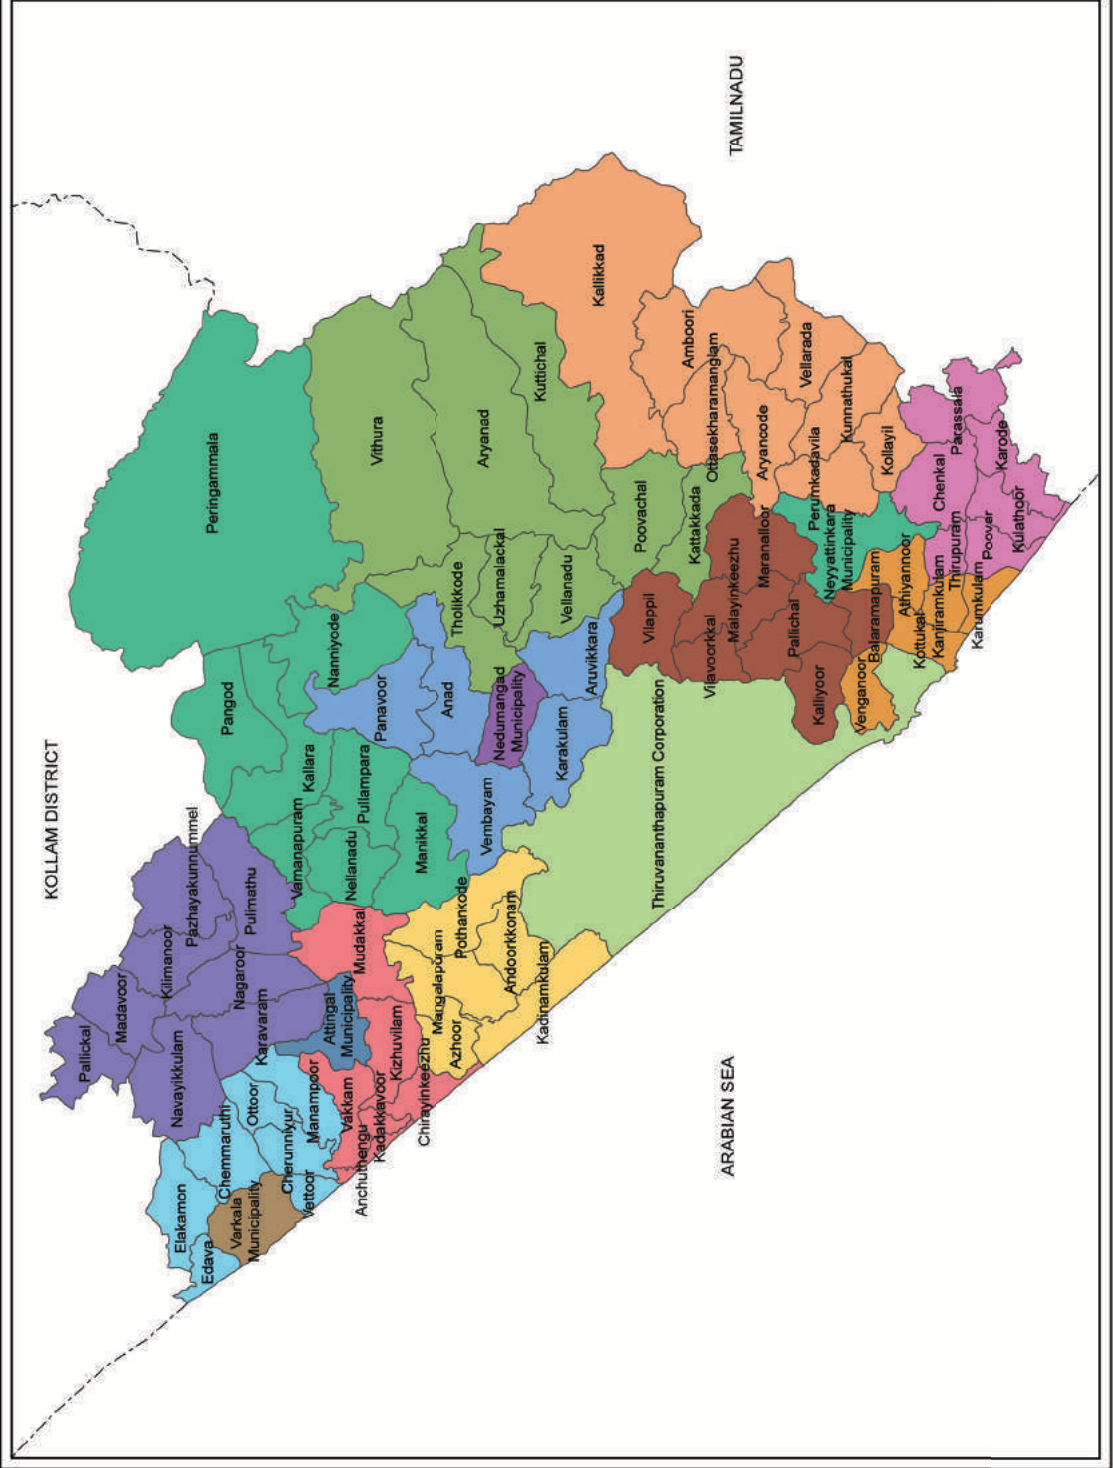 KOLLAM DISTRICT
TAMILNADU
ARABIAN SEA
Pallickal
Madavoor
Kilimanoor
Pazhayakunnummel
Navayikkulam
Nagaroor
Pulimathu
Karavaram
Elakamon
Edava
Chemmaruthi
Varkala
Municipality
Ottoor
Cherunniyur
Manampoor
Vettoor
Attingal
Municipality
Mudakkal
Vakkam
Kizhuvilam
Kadakkavoor
Anchuthengu
Chirayinkeezhu
Mangalapuram
Pothankode
Azhoor
Andoorkkonam
Kadinamkulam
Peringammala
Pangod
Nanniyode
Kallara
Vamanapuram
Pullampara
Nellanadu
Manikkal
Panavoor
Anad
Vembayam
Karakulam
Aruvikkara
Nedumangad
Municipality
Vithura
Aryanad
Kuttichal
Tholikkode
Uzhamalackal
Vellanadu
Poovachal
Kattakkada
Kallikkad
Amboori
Ottasekharamanglam
Aryancode
Vellarada
Perumkadavila
Kunnathukal
Kollayil
Vilappil
Vilavoorkkal
Malayinkeezhu
Maranalloor
Pallichal
Kalliyoor
Balaramapuram
Thiruvananthapuram Corporation
Neyyattinkara
Municipality
Venganoor
Athiyannoor
Kottukal
Kanjiramkulam
Karumkulam
Parassala
Chenkal
Karode
Thirupuram
Poovar
Kulathoor